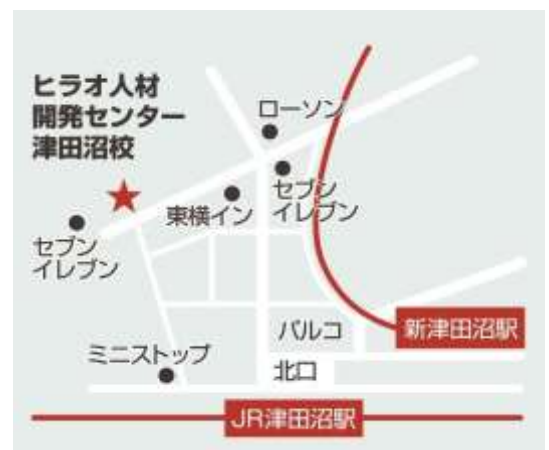 ヒラオ人材
開発センター
津田沼校
ローソン
セブン
イレブン
東横イン
セブン
イレブン
パルコ
新津田沼駅
ミニストップ
北口
JR津田沼駅